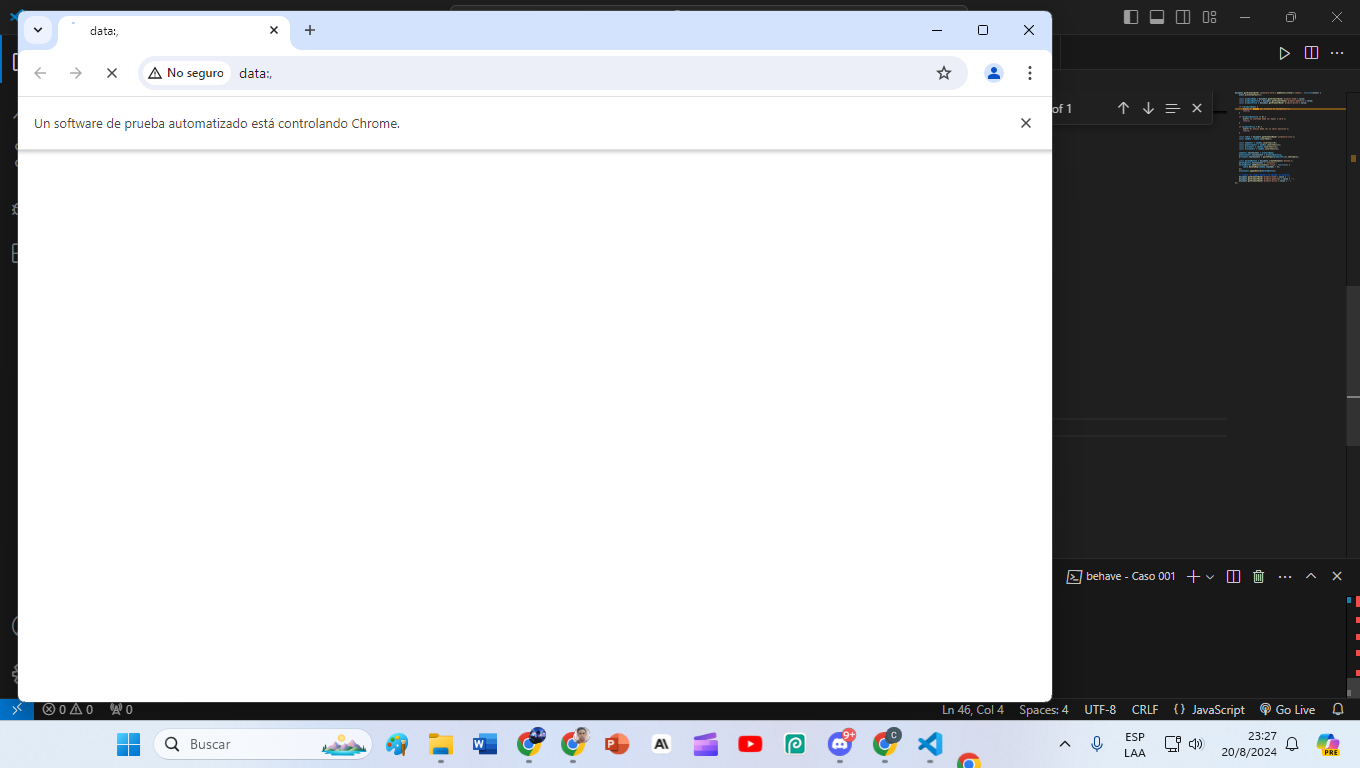 data:,
No seguro
data:,
Un software de prueba automatizado está controlando Chrome.
of 1
behave - Caso 001
0 0 0
Ln 46, Col 4 Spaces: 4 UTF-8 CRLF {} JavaScript Go Live
Buscar
9+
C
ESP
LAA
23:27
20/8/2024
PRE